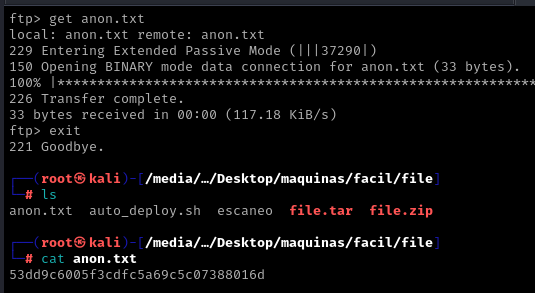 ftp> get anon.txt
local: anon.txt remote: anon.txt
229 Entering Extended Passive Mode (|||37290|)
150 Opening BINARY mode data connection for anon.txt (33 bytes).
100% |***************************************************************
226 Transfer complete.
33 bytes received in 00:00 (117.18 KiB/s)
ftp> exit
221 Goodbye.
┌──(root㉿kali)-[/media/…/Desktop/maquinas/facil/file]
└─# ls
anon.txt  auto_deploy.sh  escaneo  file.tar  file.zip
┌──(root㉿kali)-[/media/…/Desktop/maquinas/facil/file]
└─# cat anon.txt
53dd9c6005f3cdfc5a69c5c07388016d